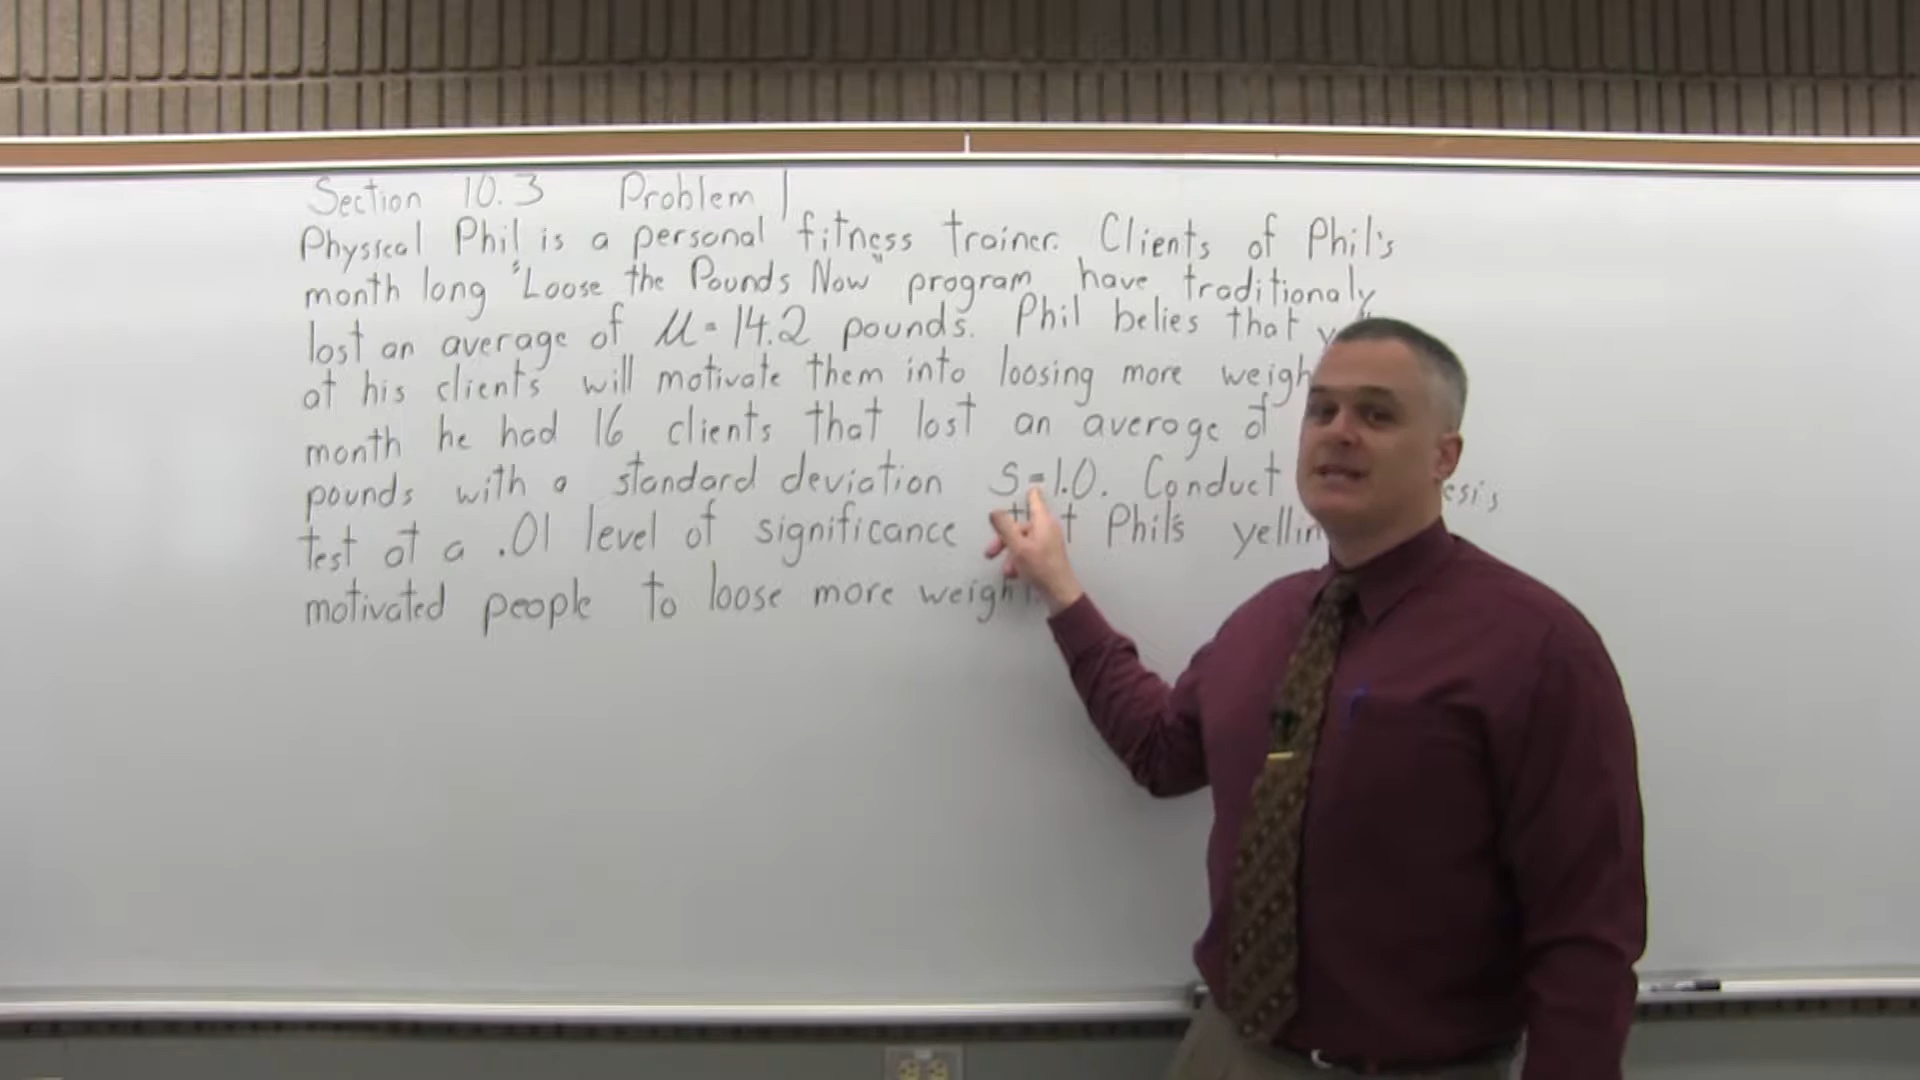 Section 10.3 Problem 1
Physical Phil is a personal fitness trainer. Clients of Phil's
month long "Loose the Pounds Now" program have traditionaly
lost an average of μ = 14.2 pounds. Phil belies that
at his clients will motivate them into loosing more
month he had 16 clients that lost an average of
pounds with a standard deviation S=1.0. Conduct
test at a .01 level of significance that Phil's
motivated people to loose more weight.